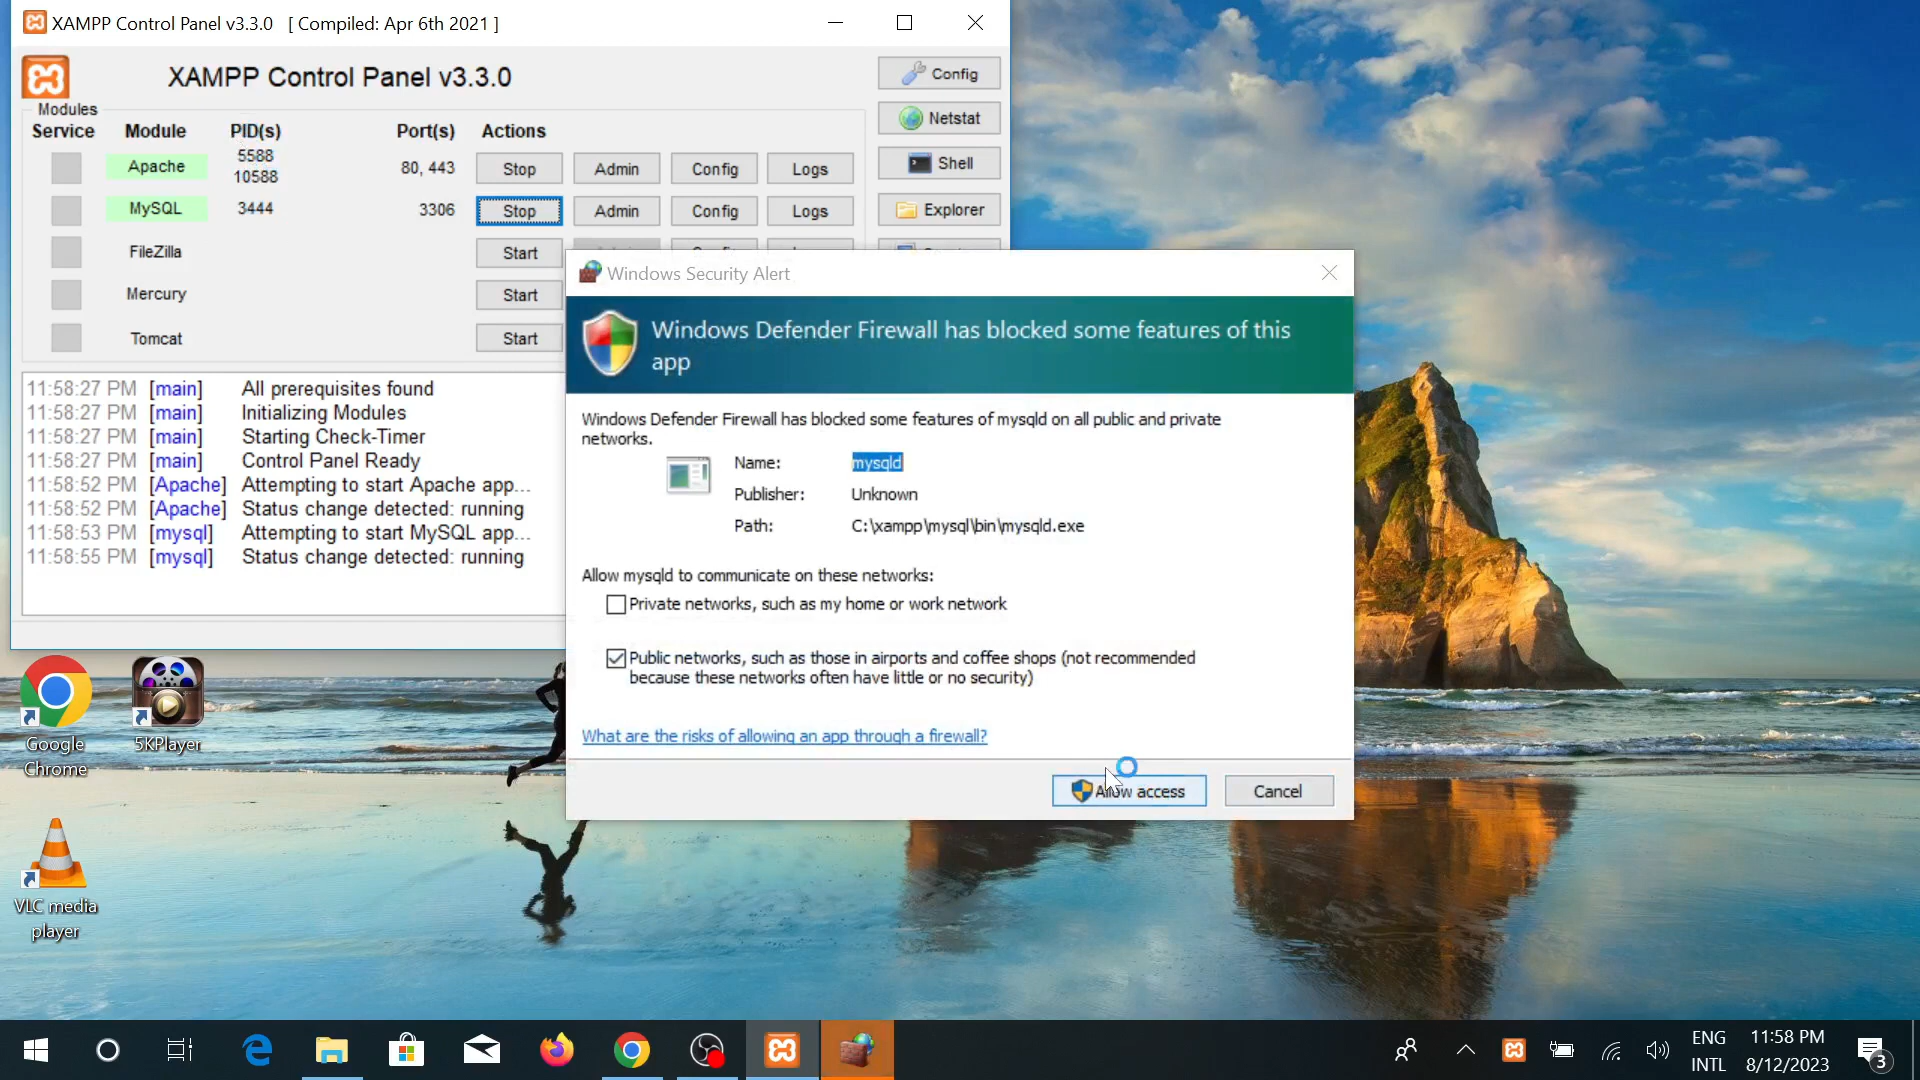 XAMPP Control Panel v3.3.0 [ Compiled: Apr 6th 2021 ]
XAMPP Control Panel v3.3.0
Config
Modules
Service Module PID(s) Port(s) Actions
Netstat
Apache 5588 10588 80, 443 Stop Admin Config Logs
Shell
MySQL 3444 3306 Stop Admin Config Logs
Explorer
FileZilla Start
Mercury Start
Tomcat Start
11:58:27 PM [main] All prerequisites found
11:58:27 PM [main] Initializing Modules
11:58:27 PM [main] Starting Check-Timer
11:58:27 PM [main] Control Panel Ready
11:58:52 PM [Apache] Attempting to start Apache app...
11:58:52 PM [Apache] Status change detected: running
11:58:53 PM [mysql] Attempting to start MySQL app...
11:58:55 PM [mysql] Status change detected: running
Windows Security Alert
Windows Defender Firewall has blocked some features of this
app
Windows Defender Firewall has blocked some features of mysqld on all public and private
networks.
Name: mysqld
Publisher: Unknown
Path: C:\xampp\mysql\bin\mysqld.exe
Allow mysqld to communicate on these networks:
Private networks, such as my home or work network
Public networks, such as those in airports and coffee shops (not recommended
because these networks often have little or no security)
What are the risks of allowing an app through a firewall?
Allow access Cancel
Google
Chrome
5KPlayer
VLC media
player
ENG
INTL
11:58 PM
8/12/2023
3